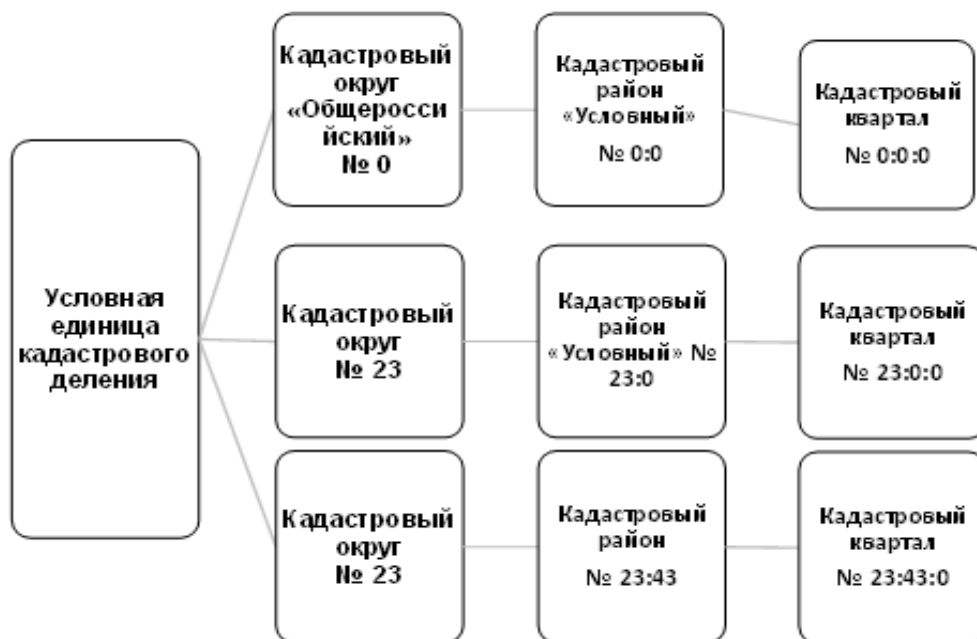 Условная
единица
кадастрового
деления
Кадастровый
округ
«Общеросси
йский»
№ 0
Кадастровый
район
«Условный»
№ 0:0
Кадастровый
квартал
№ 0:0:0
Кадастровый
округ
№ 23
Кадастровый
район
«Условный» №
23:0
Кадастровый
квартал
№ 23:0:0
Кадастровый
округ
№ 23
Кадастровый
район
№ 23:43
Кадастровый
квартал
№ 23:43:0